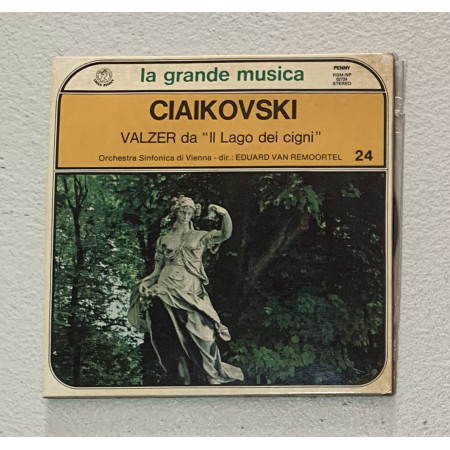 la grande musica
PENNY
RGM-NP
02724
STEREO
CIAIKOVSKI
VALZER da “Il Lago dei cigni”
Orchestra Sinfonica di Vienna - dir.: EDUARD VAN REMOORTEL 24